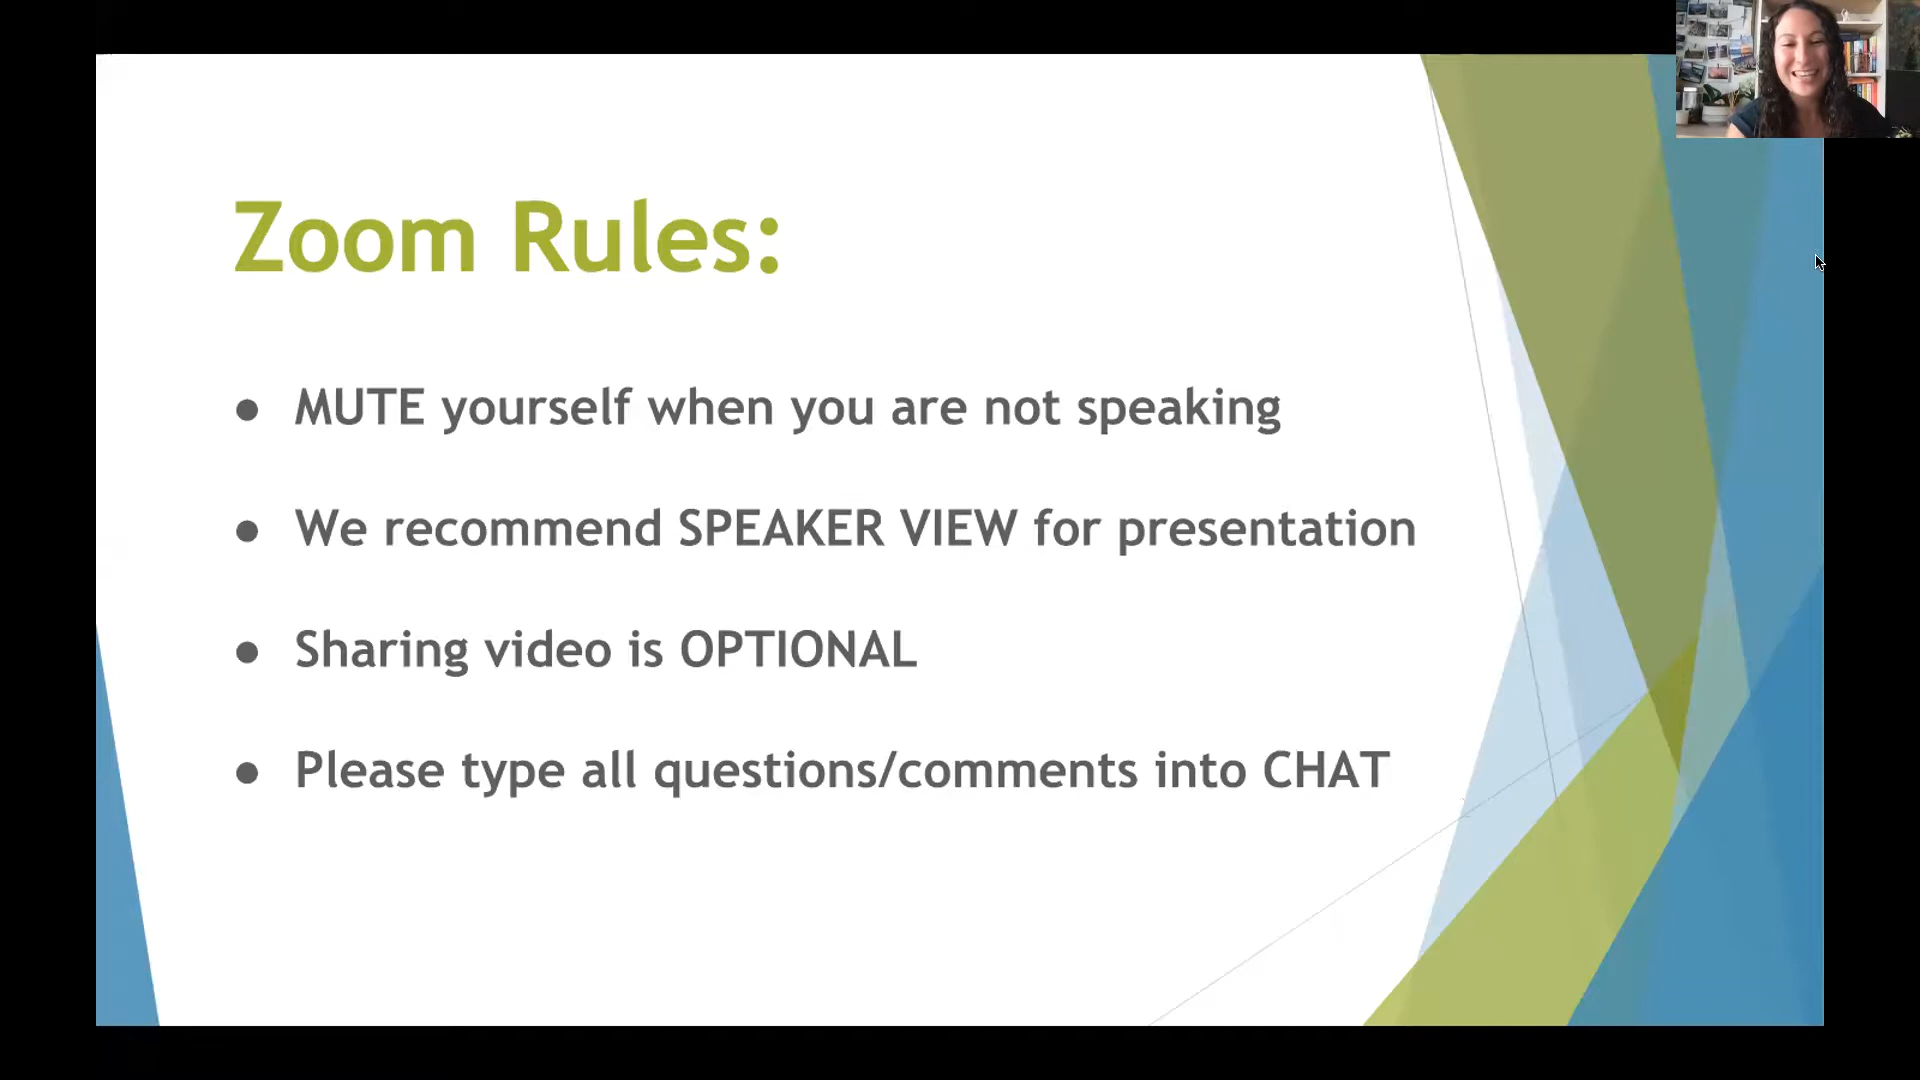 Zoom Rules:
● MUTE yourself when you are not speaking
● We recommend SPEAKER VIEW for presentation
● Sharing video is OPTIONAL
● Please type all questions/comments into CHAT